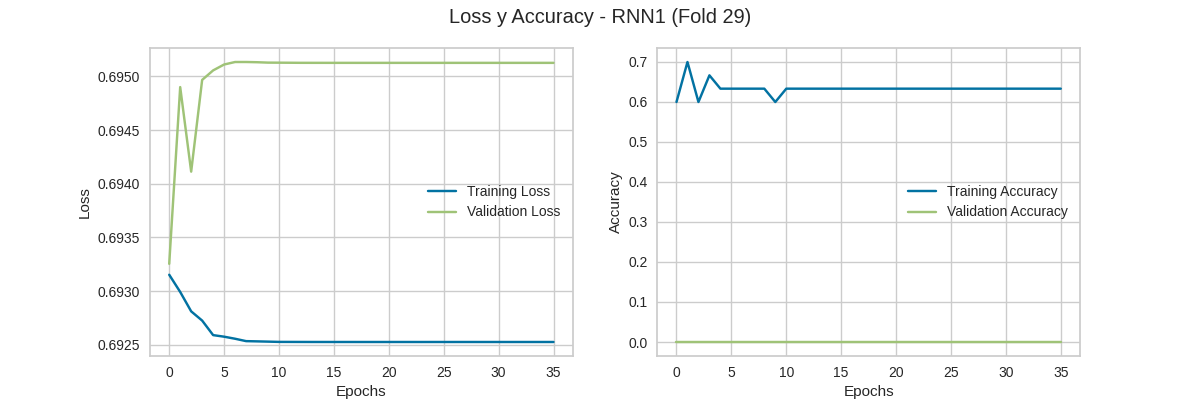 Loss y Accuracy - RNN1 (Fold 29)
0.6950
0.6945
0.6940
0.6935
0.6930
0.6925
Loss
0 5 10 15 20 25 30 35
Epochs
Training Loss
Validation Loss
0.7
0.6
0.5
0.4
0.3
0.2
0.1
0.0
Accuracy
0 5 10 15 20 25 30 35
Epochs
Training Accuracy
Validation Accuracy